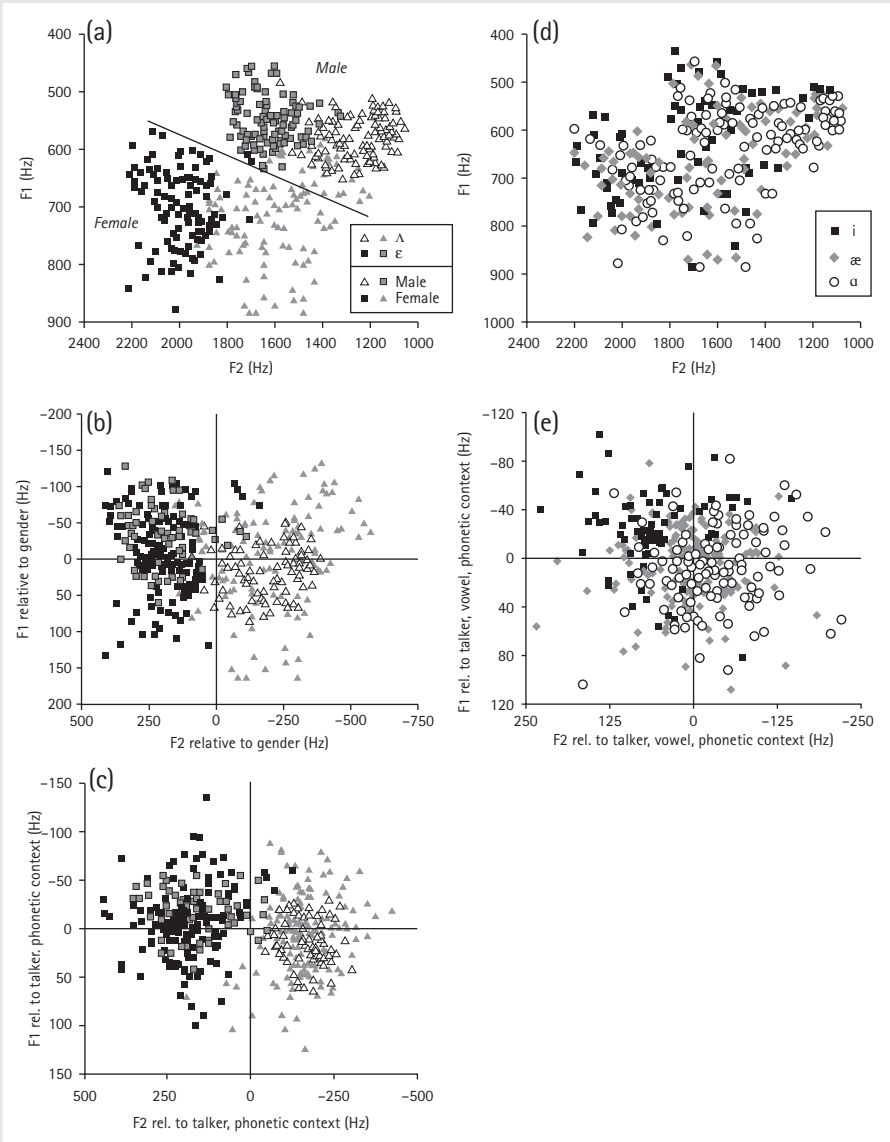 (a)
400
500
600
700
800
900
F1 (Hz)
Male
Female
Λ
ε
Male
Female
2400 2200 2000 1800 1600 1400 1200 1000
F2 (Hz)
(d)
400
500
600
700
800
900
1000
F1 (Hz)
i
æ
ɑ
2400 2200 2000 1800 1600 1400 1200 1000
F2 (Hz)
(b)
−200
−150
−100
−50
0
50
100
150
200
F1 relative to gender (Hz)
500 250 0 −250 −500 −750
F2 relative to gender (Hz)
(e)
−120
−80
−40
0
40
80
120
F1 rel. to talker, vowel, phonetic context (Hz)
250 125 0 −125 −250
F2 rel. to talker, vowel, phonetic context (Hz)
(c)
−150
−100
−50
0
50
100
150
F1 rel. to talker, phonetic context (Hz)
500 250 0 −250 −500
F2 rel. to talker, phonetic context (Hz)